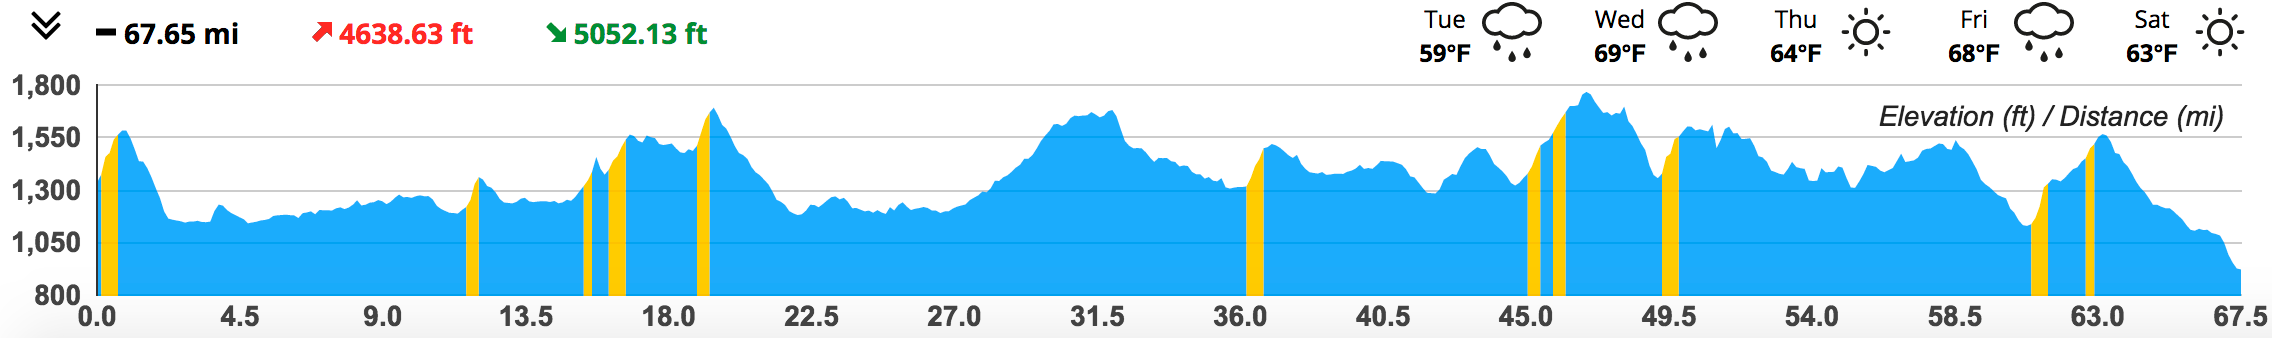 67.65 mi 4638.63 ft 5052.13 ft
Tue Wed Thu Fri Sat
59°F 69°F 64°F 68°F 63°F
1,800
Elevation (ft) / Distance (mi)
1,550
1,300
1,050
800
0.0 4.5 9.0 13.5 18.0 22.5 27.0 31.5 36.0 40.5 45.0 49.5 54.0 58.5 63.0 67.5